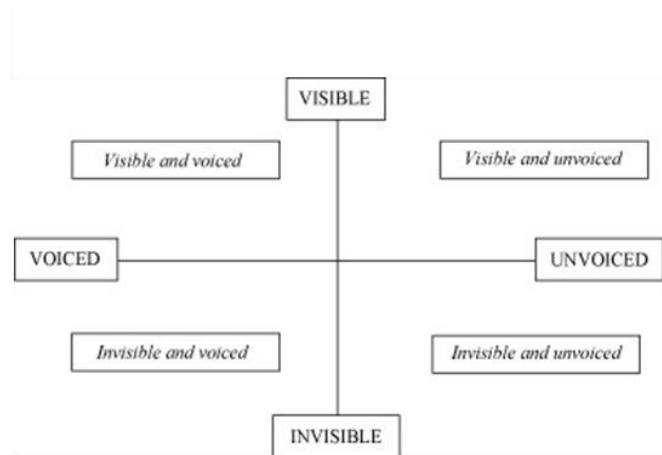 VISIBLE
Visible and voiced
Visible and unvoiced
VOICED
UNVOICED
Invisible and voiced
Invisible and unvoiced
INVISIBLE